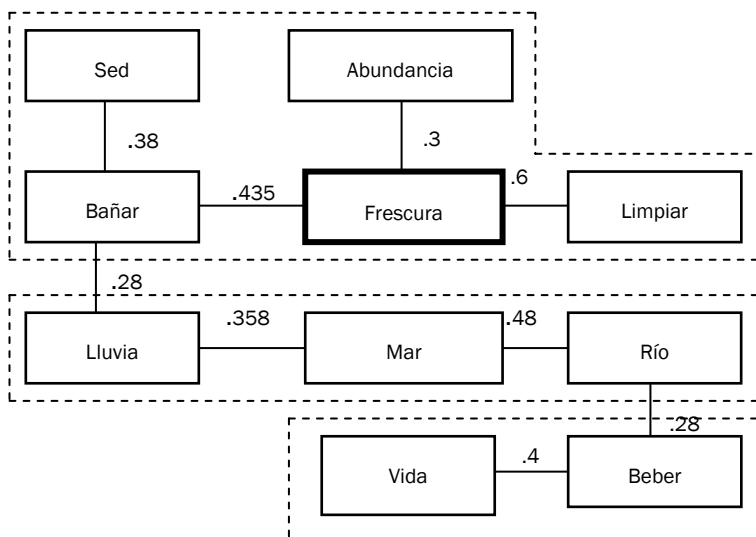 Sed
Abundancia
.38
.3
Bañar
.435
Frescura
.6
Limpiar
.28
Lluvia
.358
Mar
.48
Río
.28
Vida
.4
Beber